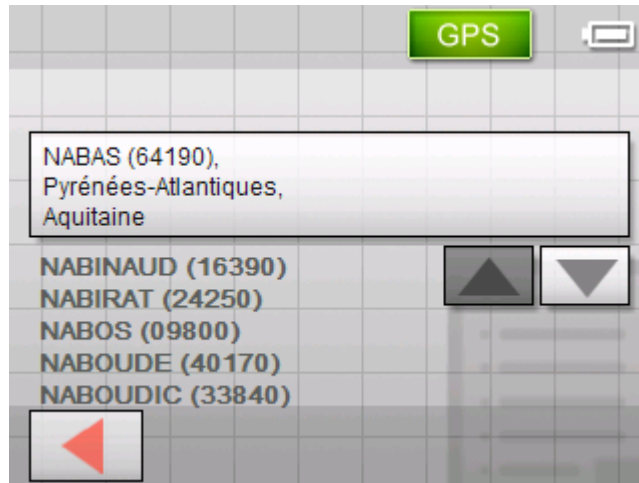 GPS
NABAS (64190),
Pyrénées-Atlantiques,
Aquitaine
NABINAUD (16390)
NABIRAT (24250)
NABOS (09800)
NABOUDE (40170)
NABOUDIC (33840)